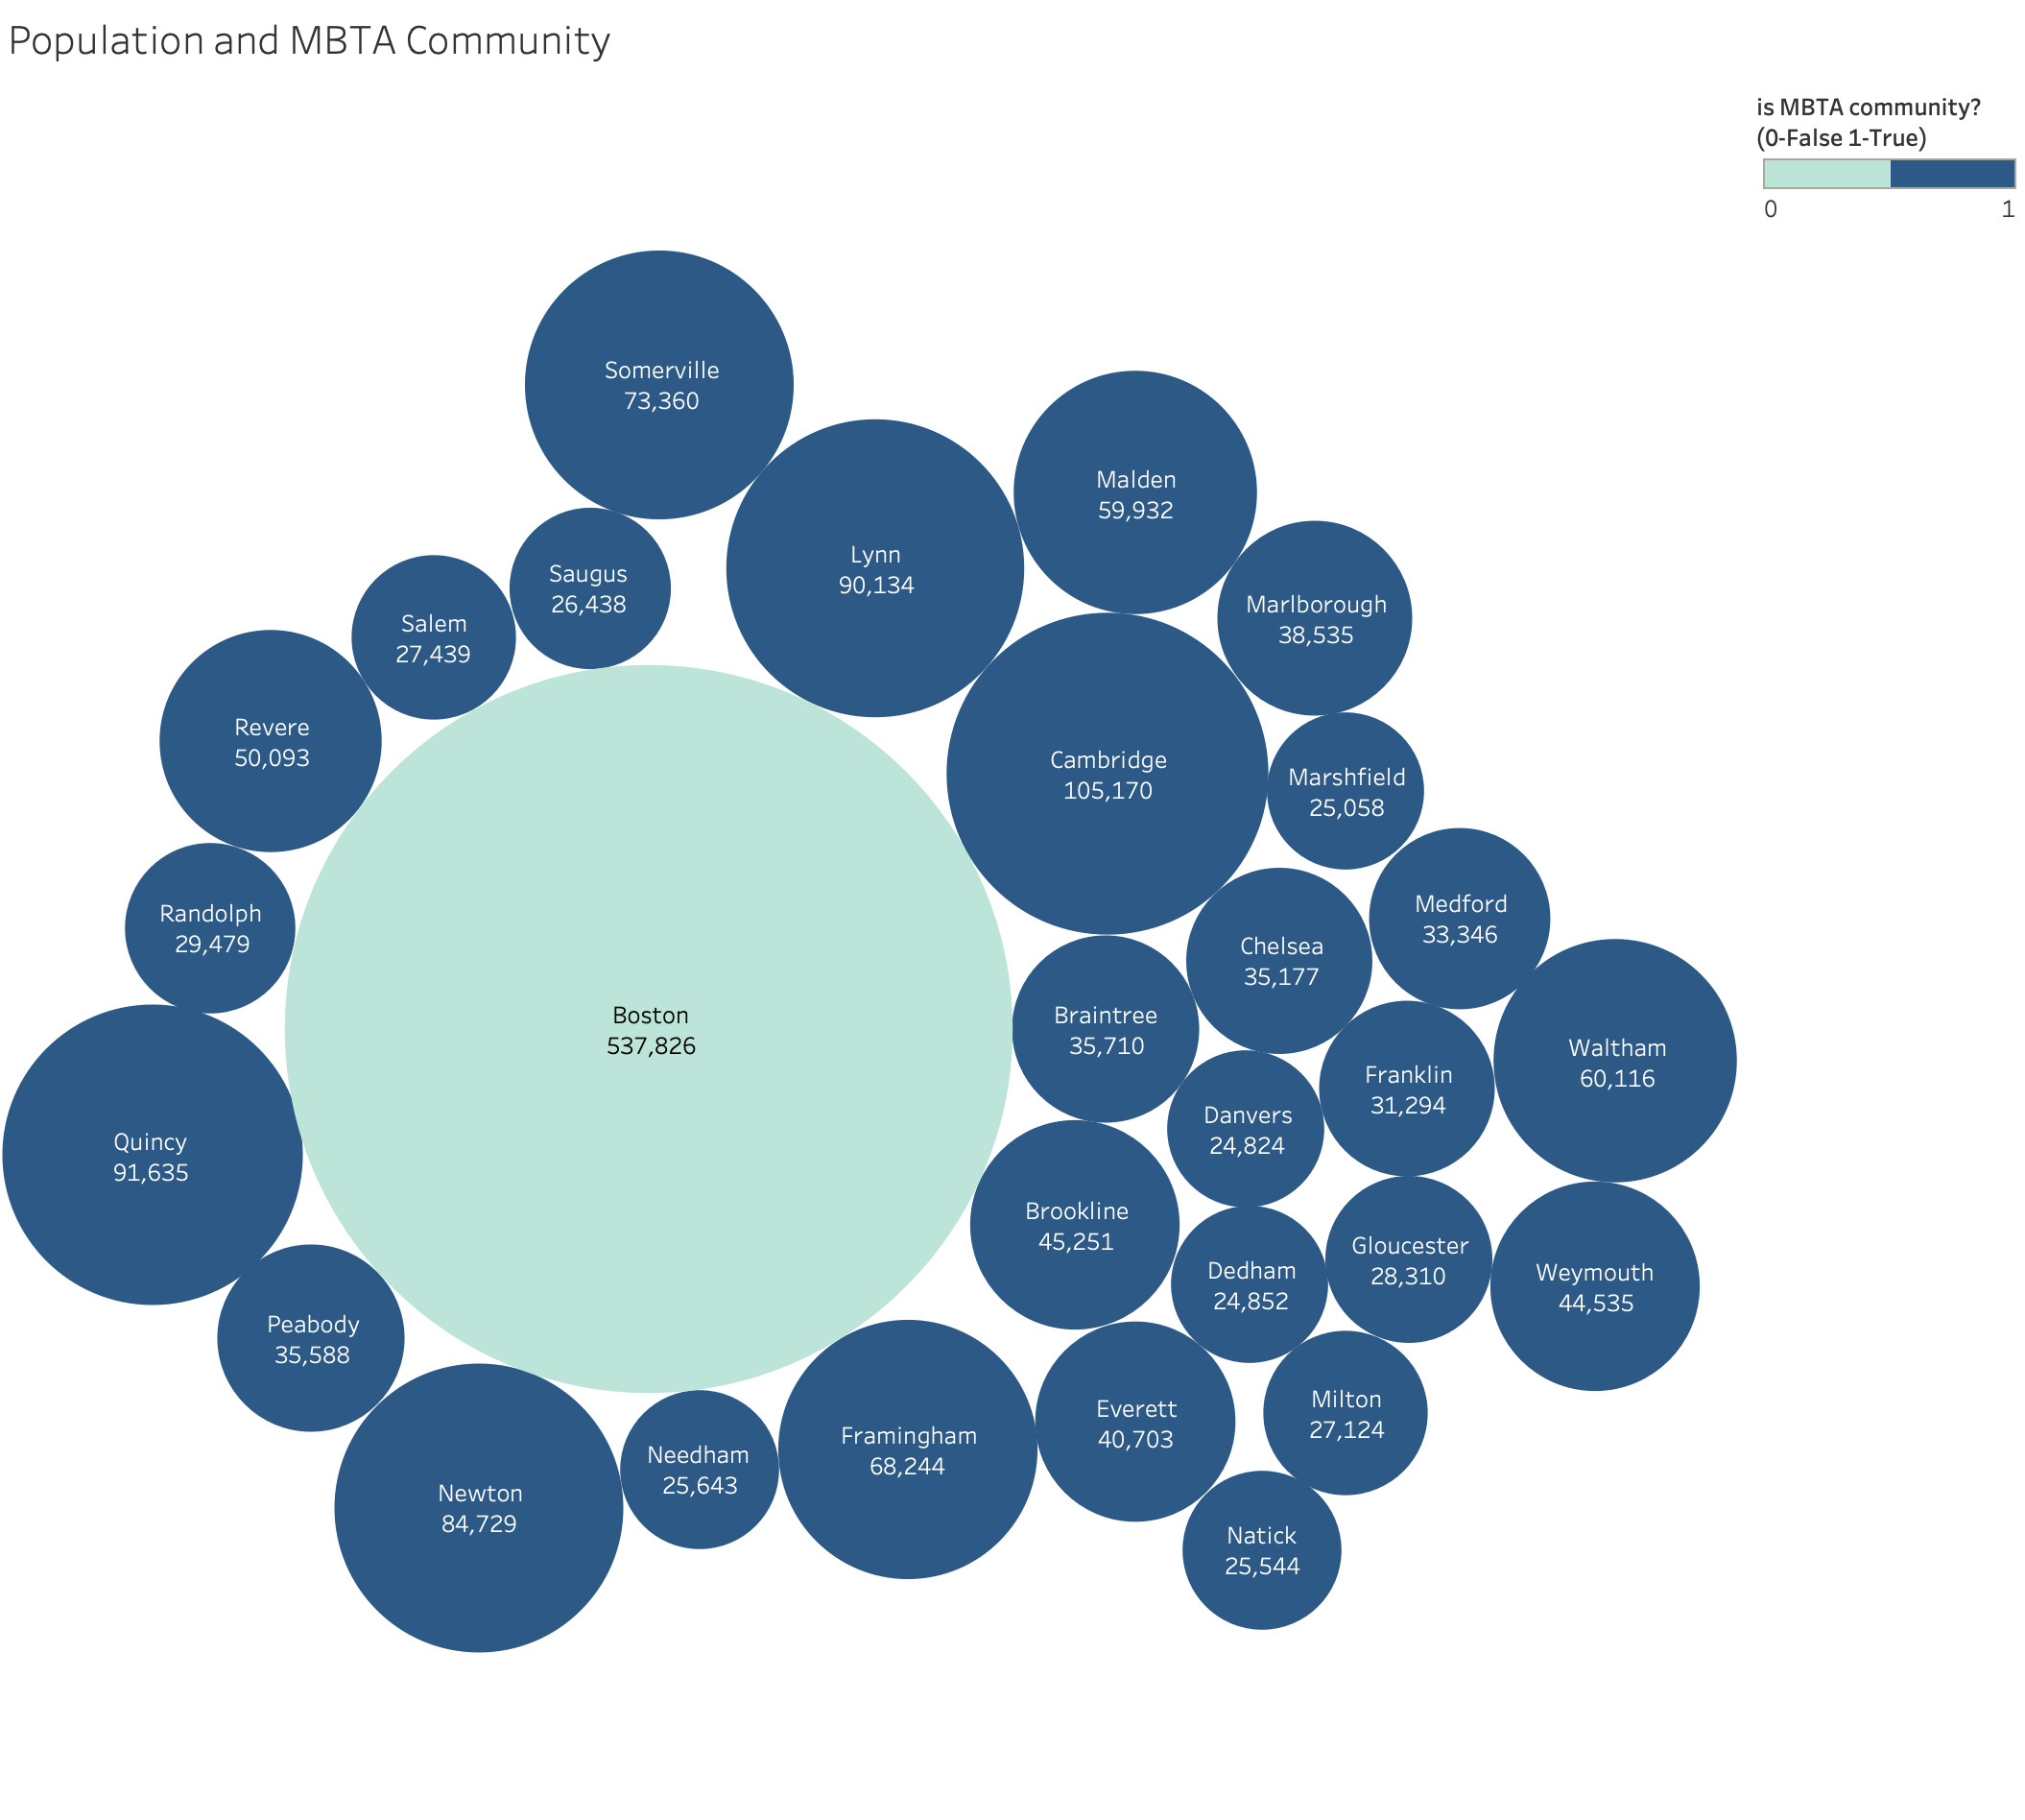 Population and MBTA Community
is MBTA community?
(0-False 1-True)
0 1
Somerville
73,360
Malden
59,932
Lynn
90,134
Saugus
26,438
Marlborough
38,535
Salem
27,439
Revere
50,093
Cambridge
105,170
Marshfield
25,058
Randolph
29,479
Medford
33,346
Chelsea
35,177
Boston
537,826
Braintree
35,710
Waltham
60,116
Franklin
31,294
Danvers
24,824
Quincy
91,635
Brookline
45,251
Gloucester
28,310
Dedham
24,852
Weymouth
44,535
Peabody
35,588
Milton
27,124
Everett
40,703
Framingham
68,244
Needham
25,643
Newton
84,729
Natick
25,544